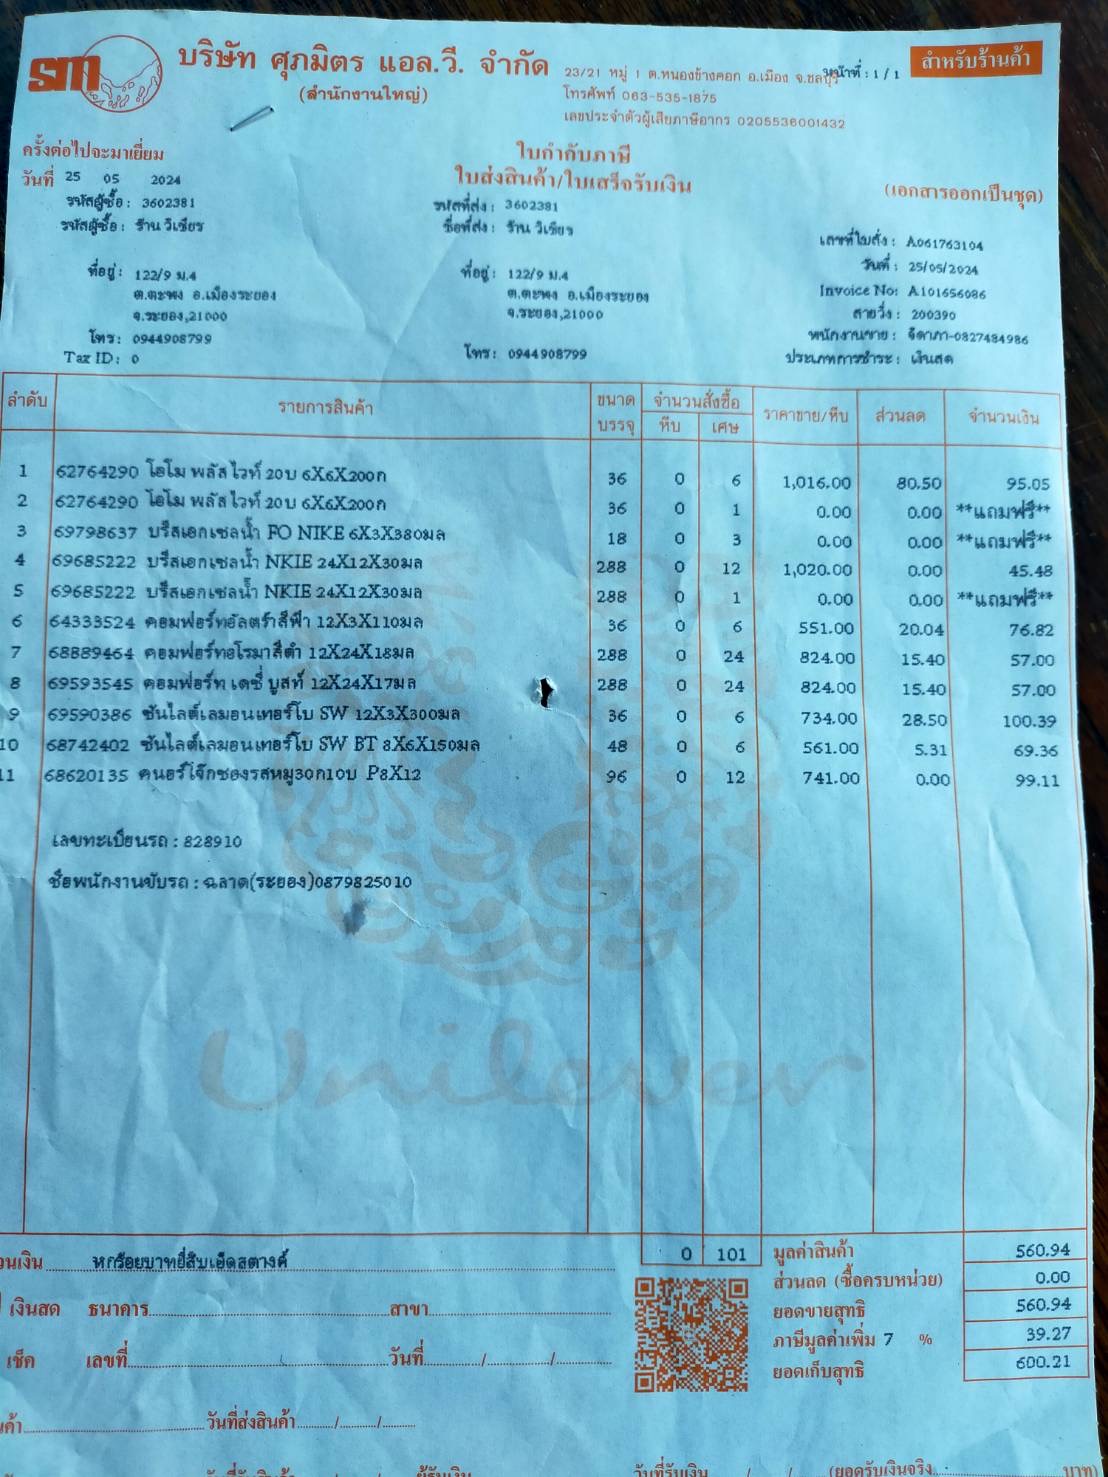 sm
บริษัท ศุภมิตร แอล.วี. จำกัด
(สำนักงานใหญ่)
23/21 หมู่ 1 ต.หนองข้างคอก อ.เมือง จ.ชลบุรี
หน้าที่ : 1 / 1
สำหรับร้านค้า
โทรศัพท์ 063-535-1875
เลขประจำตัวผู้เสียภาษีอากร 0205536001432
ครั้งต่อไปจะมาเยี่ยม
วันที่ 25 05 2024
ใบกำกับภาษี
ใบส่งสินค้า/ใบเสร็จรับเงิน
(เอกสารออกเป็นชุด)
รหัสผู้ซื้อ : 3602381
รหัสผู้ซื้อ : ร้าน วิเชียร
ที่อยู่ : 122/9 ม.4
ต.ตะพง อ.เมืองระยอง
จ.ระยอง,21000
โทร : 0944908799
Tax ID : 0
รหัสที่ส่ง : 3602381
ชื่อที่ส่ง : ร้าน วิเชียร
ที่อยู่ : 122/9 ม.4
ต.ตะพง อ.เมืองระยอง
จ.ระยอง,21000
โทร : 0944908799
เลขที่ใบสั่ง : A061763104
วันที่ : 25/05/2024
Invoice No: A101656086
สายวิ่ง : 200390
พนักงานขาย : จิดาภา-0827484986
ประเภทการชำระ : เงินสด
ลำดับ รายการสินค้า ขนาดบรรจุ จำนวนสั่งซื้อ หีบ เศษ ราคาขาย/หีบ ส่วนลด จำนวนเงิน
1 62764290 โอโม พลัส ไวท์ 20บ 6X6X200ก 36 0 6 1,016.00 80.50 95.05
2 62764290 โอโม พลัส ไวท์ 20บ 6X6X200ก 36 0 1 0.00 0.00 **แถมฟรี**
3 69798637 บรีสเอกเซลน้ำ FO NIKE 6X3X380มล 18 0 3 0.00 0.00 **แถมฟรี**
4 69685222 บรีสเอกเซลน้ำ NKIE 24X12X30มล 288 0 12 1,020.00 0.00 45.48
5 69685222 บรีสเอกเซลน้ำ NKIE 24X12X30มล 288 0 1 0.00 0.00 **แถมฟรี**
6 64333524 คอมฟอร์ทอัลตร้าสีฟ้า 12X3X110มล 36 0 6 551.00 20.04 76.82
7 68889464 คอมฟอร์ทอโรมาสีดำ 12X24X18มล 288 0 24 824.00 15.40 57.00
8 69593545 คอมฟอร์ท เดซี่ บูสท์ 12X24X17มล 288 0 24 824.00 15.40 57.00
9 69590386 ซันไลต์เลมอนเทอร์โบ SW 12X3X300มล 36 0 6 734.00 28.50 100.39
10 68742402 ซันไลต์เลมอนเทอร์โบ SW BT 8X6X150มล 48 0 6 561.00 5.31 69.36
11 68620135 คนอร์โจ๊กซองรสหมู30ก10บ P8X12 96 0 12 741.00 0.00 99.11
เลขทะเบียนรถ : 828910
ชื่อพนักงานขับรถ : ฉลาด(ระยอง)0879825010
Unilever
วนเงิน หกร้อยบาทยี่สิบเอ็ดสตางค์
0 101
มูลค่าสินค้า 560.94
ส่วนลด (ซื้อครบหน่วย) 0.00
ยอดขายสุทธิ 560.94
ภาษีมูลค่าเพิ่ม 7 % 39.27
ยอดเก็บสุทธิ 600.21
เงินสด ธนาคาร สาขา
เช็ค เลขที่ วันที่ / /
นค้า วันที่ส่งสินค้า / /
วันที่รับเงิน / / (ยอดรับเงินจริง บาท)